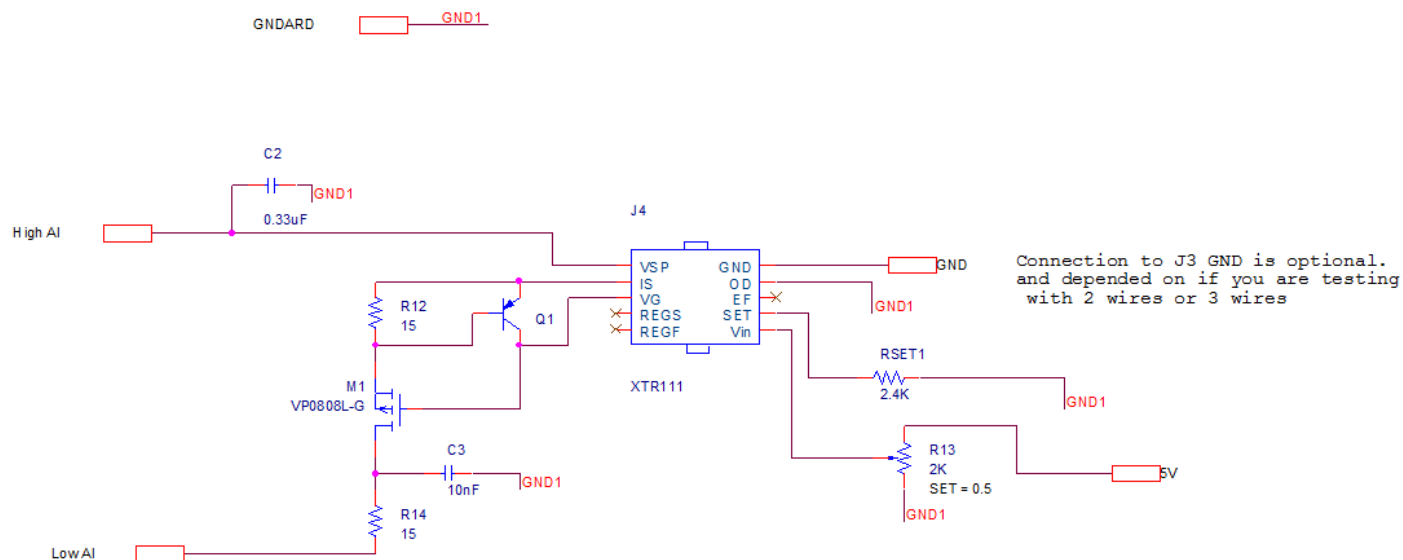 GNDARD
GND1
C2
GND1
0.33uF
High AI
J4
VSP
IS
VG
REGS
REGF
GND
OD
EF
SET
Vin
GND
GND1
XTR111
Connection to J3 GND is optional.
and depended on if you are testing
with 2 wires or 3 wires
R12
15
Q1
M1
VP0808L-G
RSET1
2.4K
GND1
C3
10nF
GND1
R13
2K
SET = 0.5
5V
GND1
R14
15
Low AI